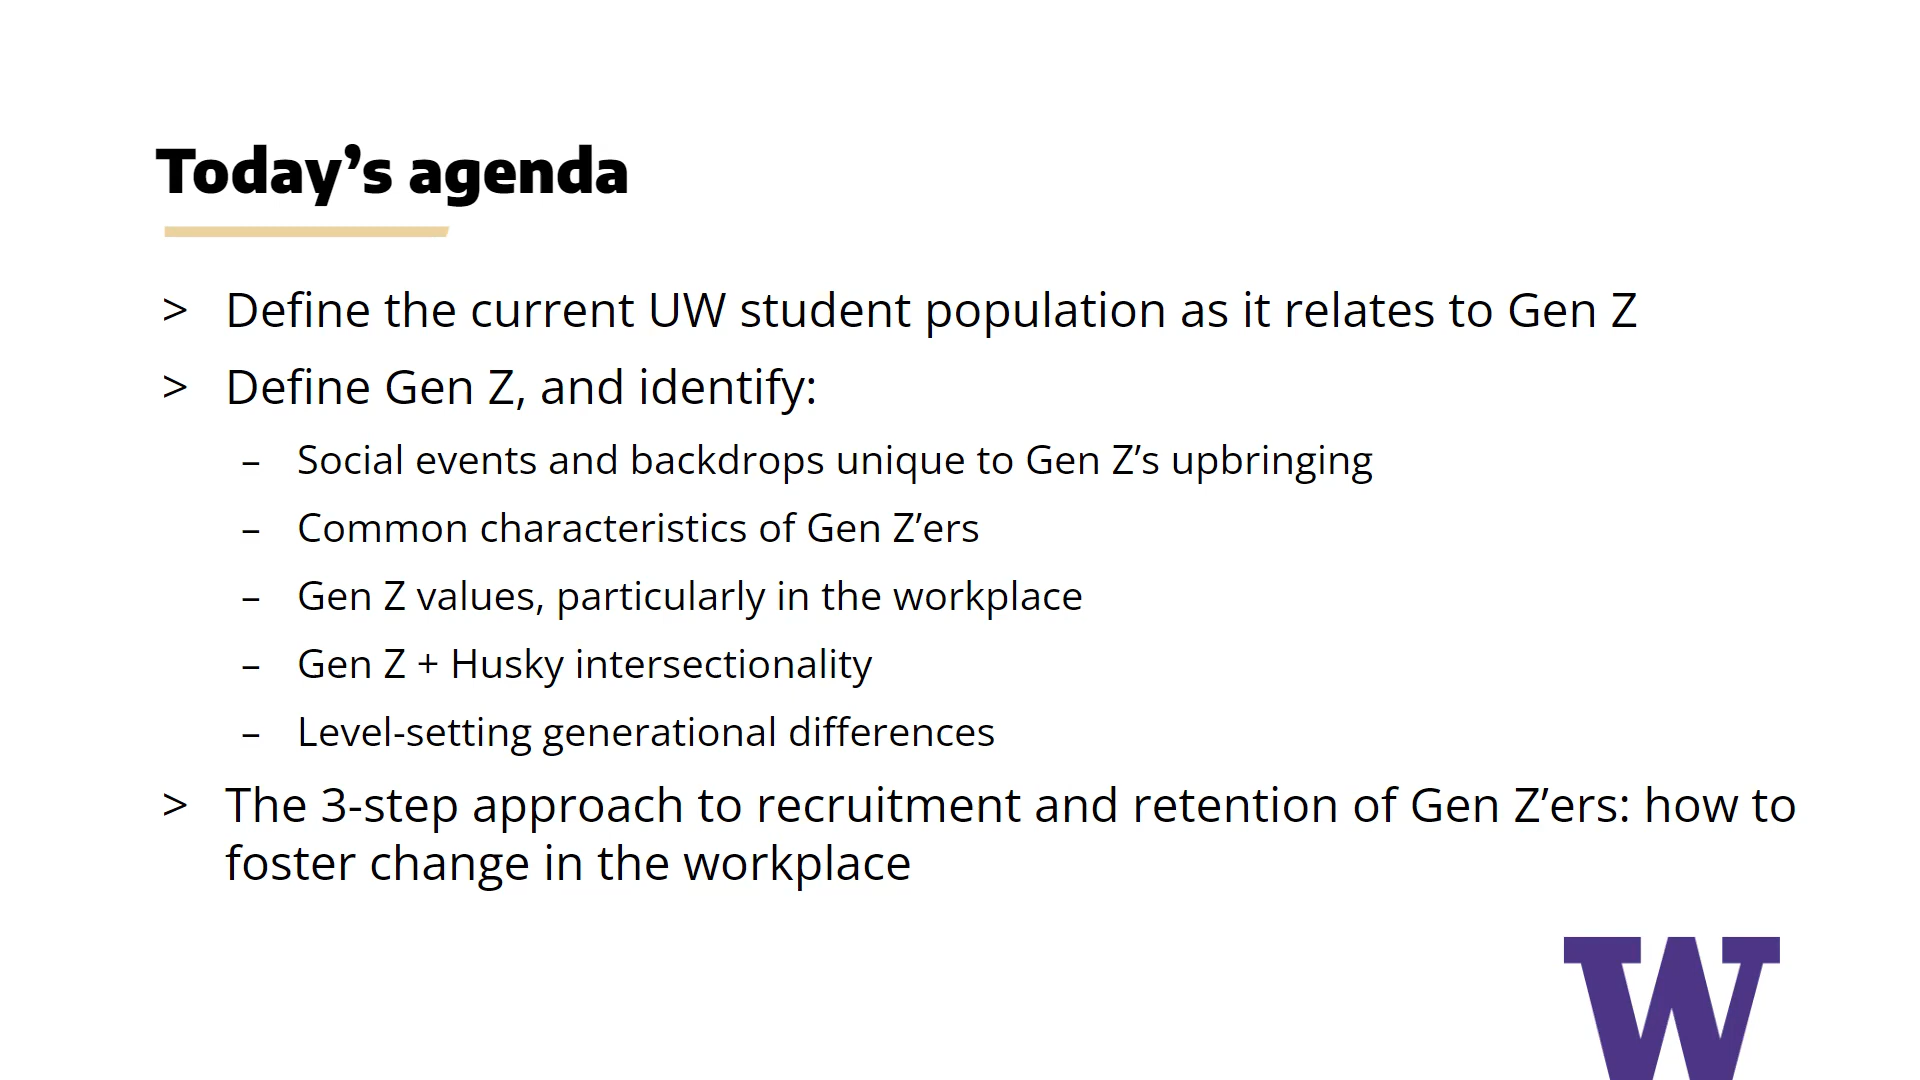 Today’s agenda
> Define the current UW student population as it relates to Gen Z
> Define Gen Z, and identify:
– Social events and backdrops unique to Gen Z’s upbringing
– Common characteristics of Gen Z’ers
– Gen Z values, particularly in the workplace
– Gen Z + Husky intersectionality
– Level-setting generational differences
> The 3-step approach to recruitment and retention of Gen Z’ers: how to
foster change in the workplace
W